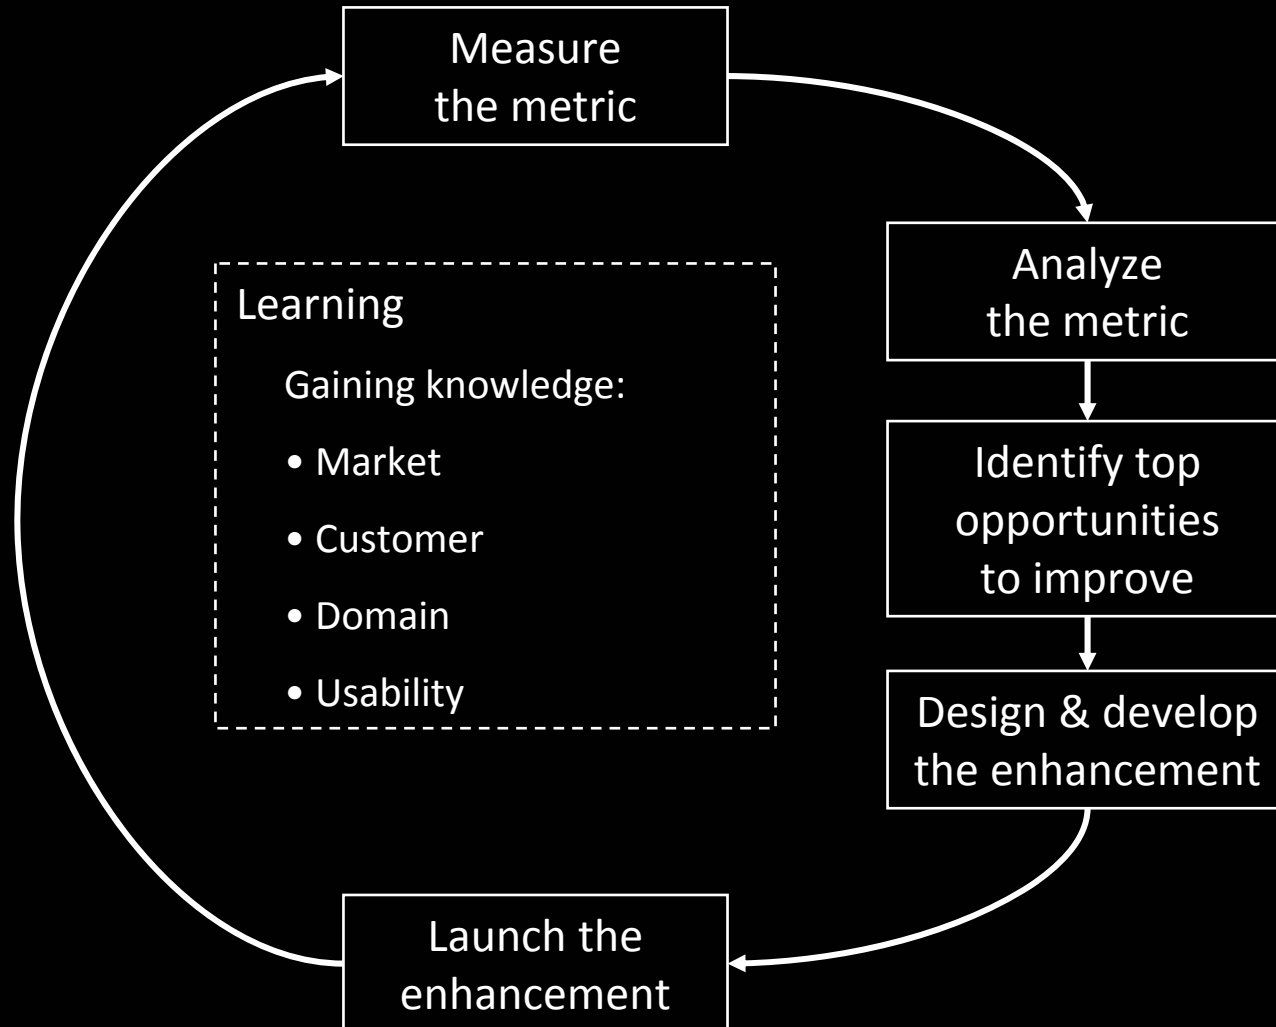 Measure
the metric
Analyze
the metric
Learning
Gaining knowledge:
• Market
• Customer
• Domain
• Usability
Identify top
opportunities
to improve
Design & develop
the enhancement
Launch the
enhancement